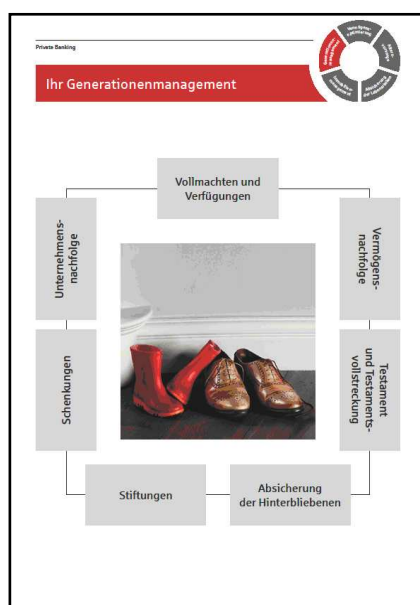 Private Banking
Ihr Generationenmanagement
Vollmachten und
Verfügungen
Unternehmens-
nachfolge
Vermögens-
nachfolge
Schenkungen
Testament
und Testaments-
vollstreckung
Stiftungen
Absicherung
der Hinterbliebenen